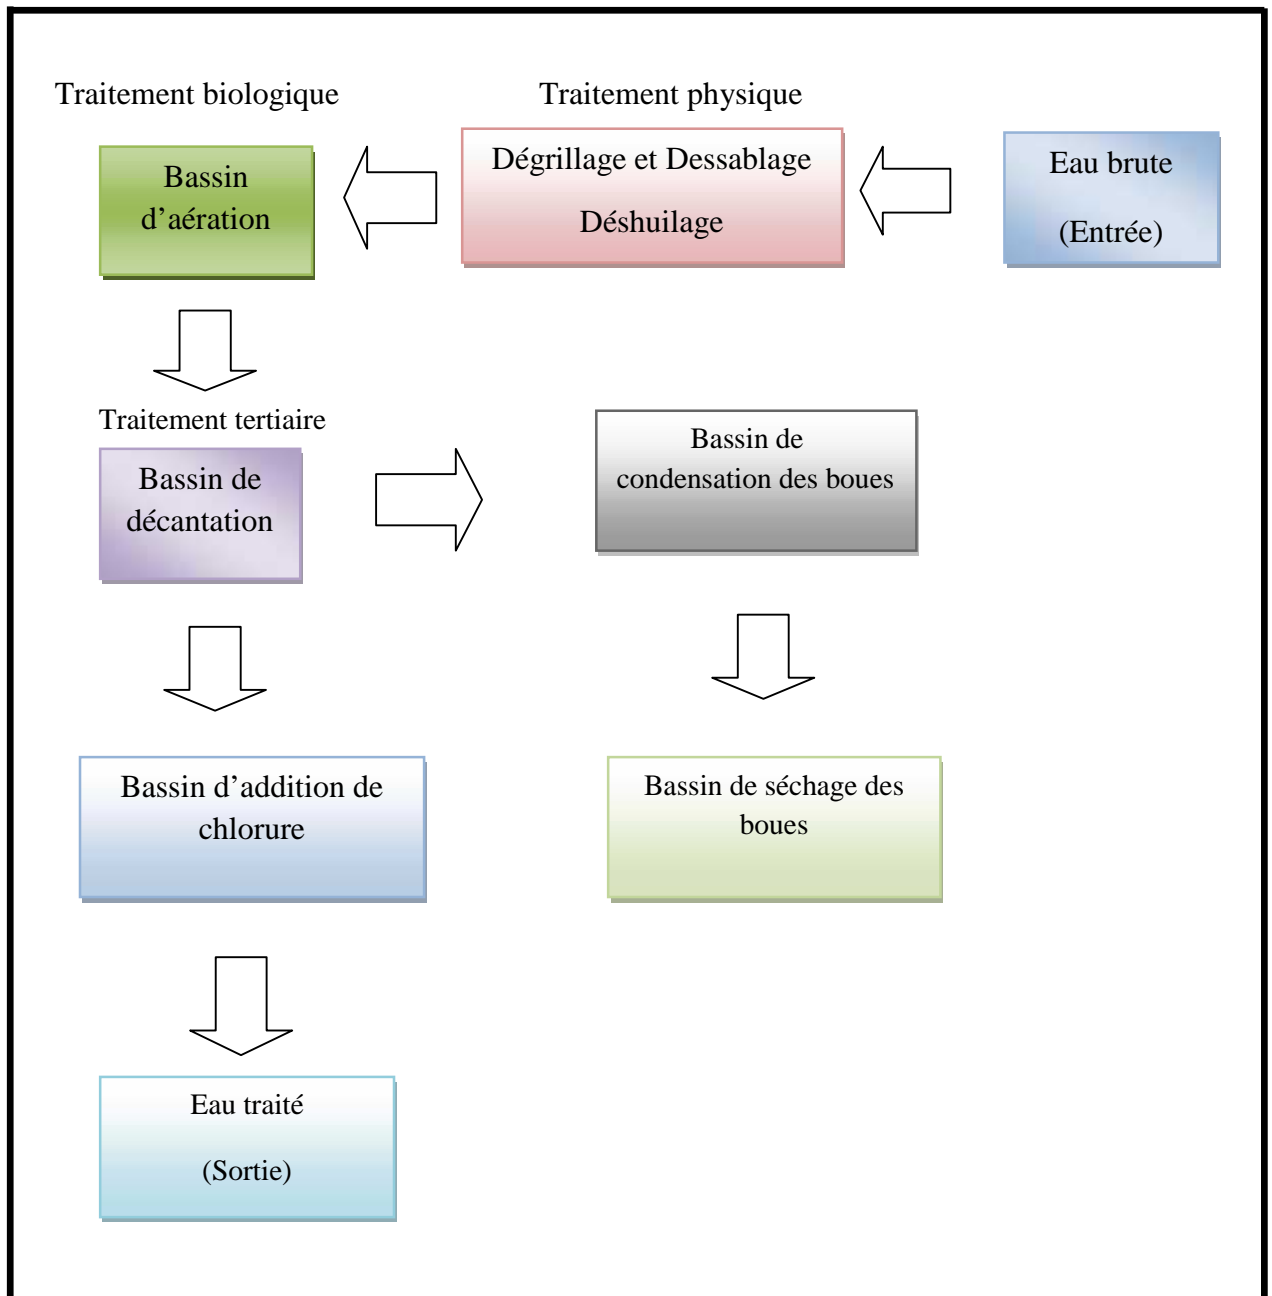 Traitement biologique
Traitement physique
Bassin
d’aération
Dégrillage et Dessablage
Déshuilage
Eau brute
(Entrée)
Traitement tertiaire
Bassin de
décantation
Bassin de
condensation des boues
Bassin d’addition de
chlorure
Bassin de séchage des
boues
Eau traité
(Sortie)